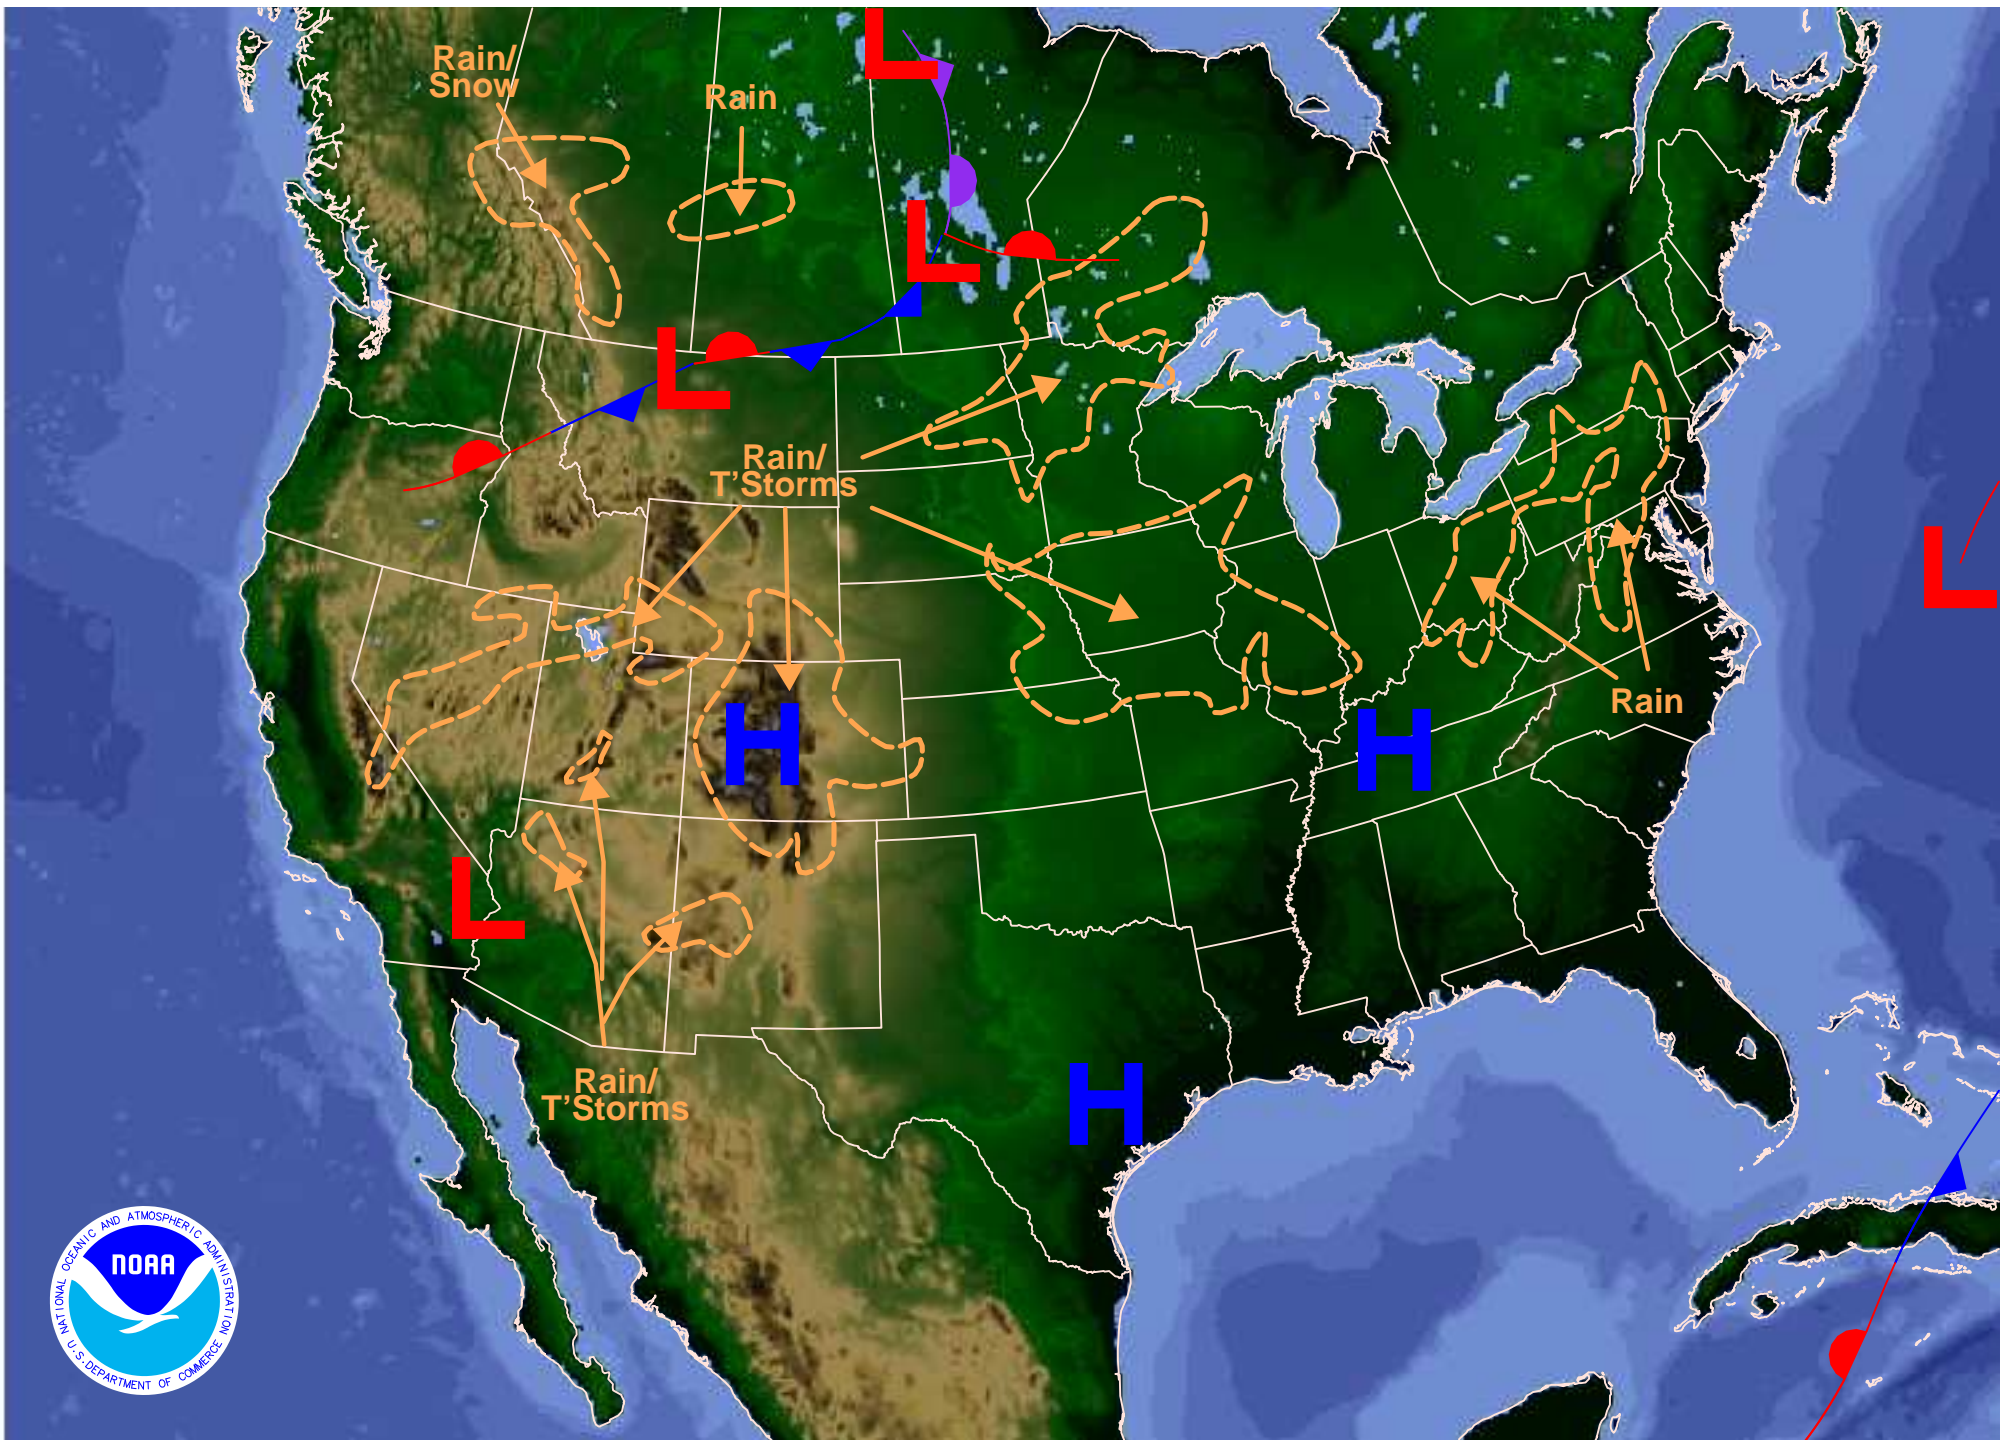 L
Rain/
Snow
Rain
L
L
Rain/
T'Storms
L
Rain
H
H
L
H
Rain/
T'Storms
NATIONAL OCEANIC AND ATMOSPHERIC ADMINISTRATION
NOAA
U.S. DEPARTMENT OF COMMERCE